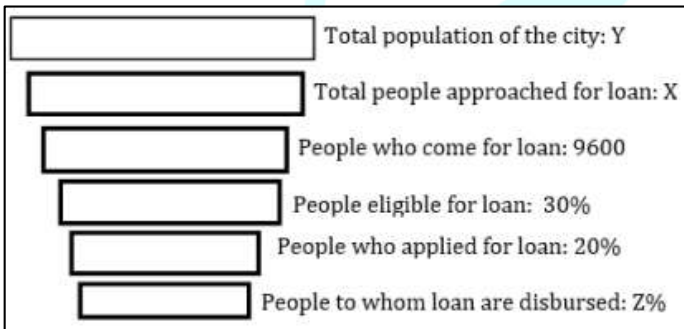 Total population of the city: Y
Total people approached for loan: X
People who come for loan: 9600
People eligible for loan: 30%
People who applied for loan: 20%
People to whom loan are disbursed: Z%